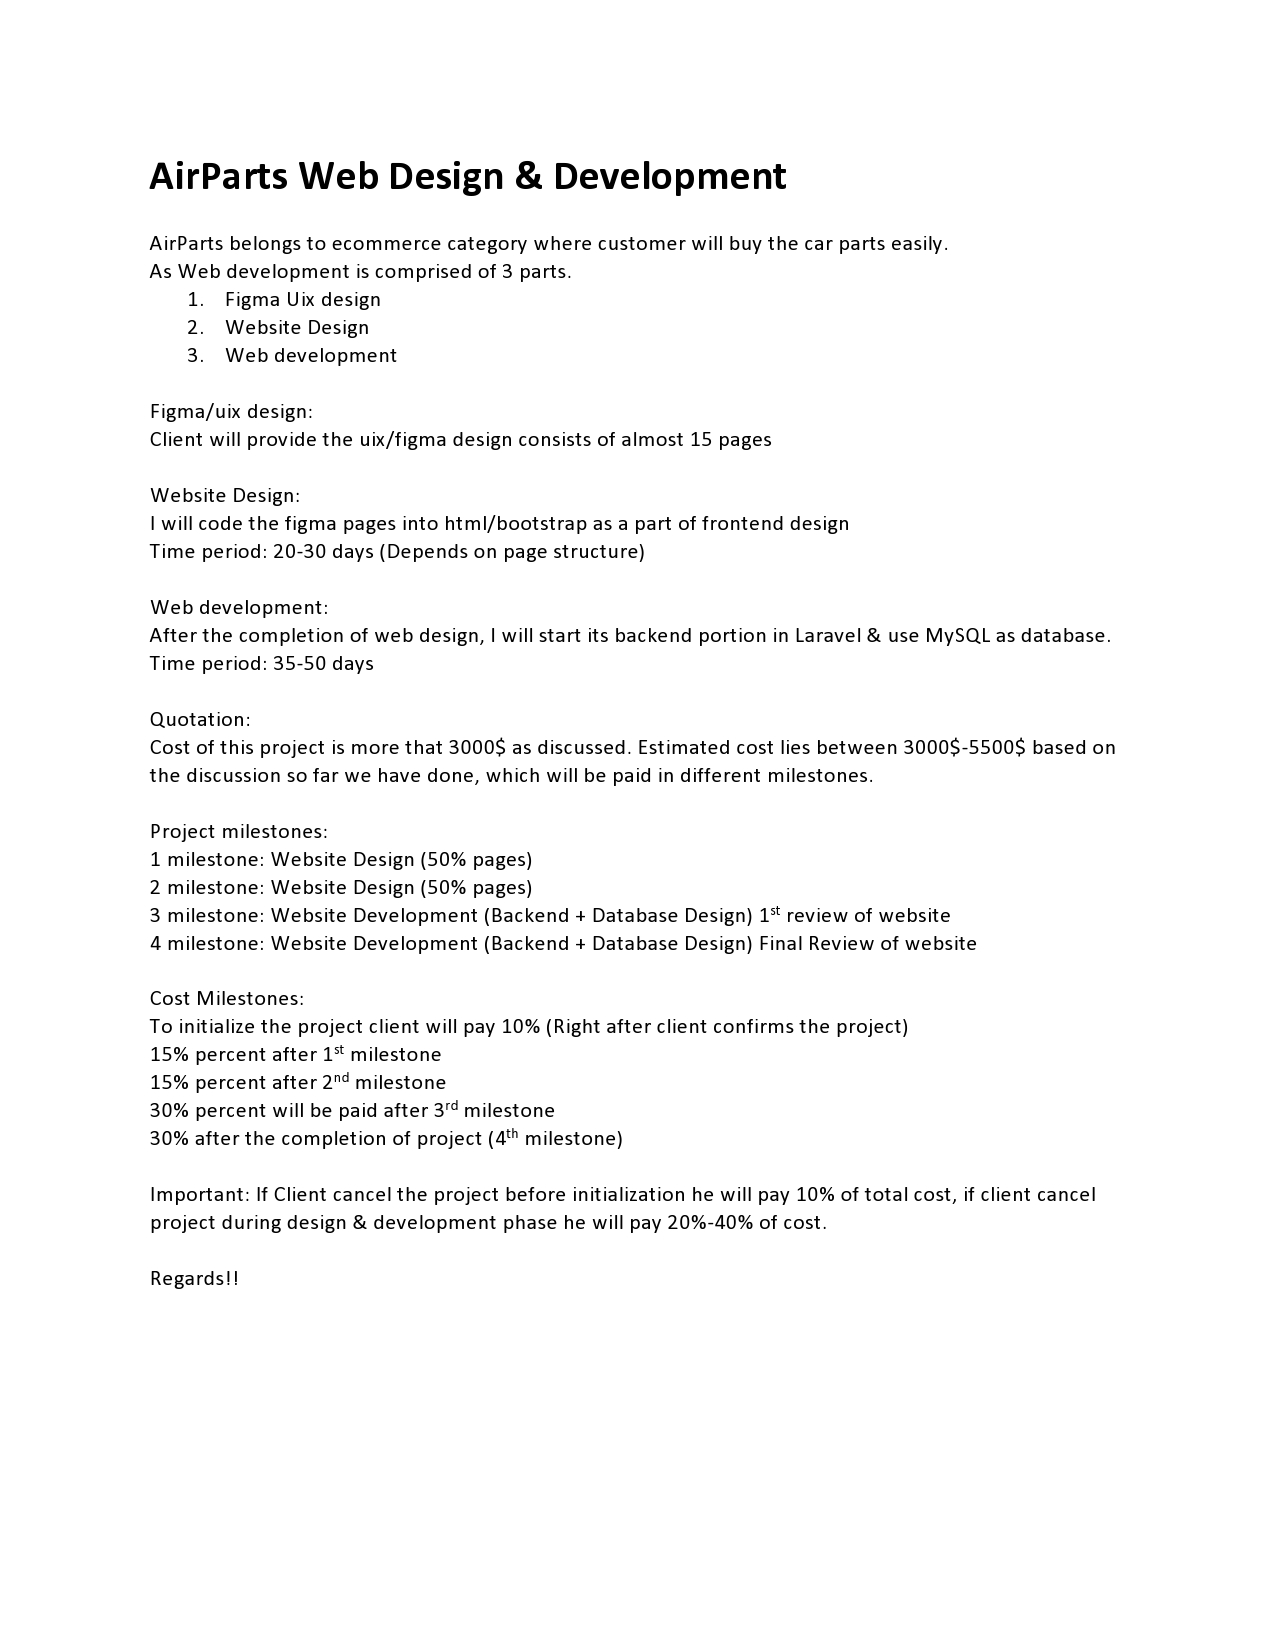 AirParts Web Design & Development
AirParts belongs to ecommerce category where customer will buy the car parts easily.
As Web development is comprised of 3 parts.
1. Figma Uix design
2. Website Design
3. Web development
Figma/uix design:
Client will provide the uix/figma design consists of almost 15 pages
Website Design:
I will code the figma pages into html/bootstrap as a part of frontend design
Time period: 20-30 days (Depends on page structure)
Web development:
After the completion of web design, I will start its backend portion in Laravel & use MySQL as database.
Time period: 35-50 days
Quotation:
Cost of this project is more that 3000$ as discussed. Estimated cost lies between 3000$-5500$ based on
the discussion so far we have done, which will be paid in different milestones.
Project milestones:
1 milestone: Website Design (50% pages)
2 milestone: Website Design (50% pages)
3 milestone: Website Development (Backend + Database Design) 1st review of website
4 milestone: Website Development (Backend + Database Design) Final Review of website
Cost Milestones:
To initialize the project client will pay 10% (Right after client confirms the project)
15% percent after 1st milestone
15% percent after 2nd milestone
30% percent will be paid after 3rd milestone
30% after the completion of project (4th milestone)
Important: If Client cancel the project before initialization he will pay 10% of total cost, if client cancel
project during design & development phase he will pay 20%-40% of cost.
Regards!!